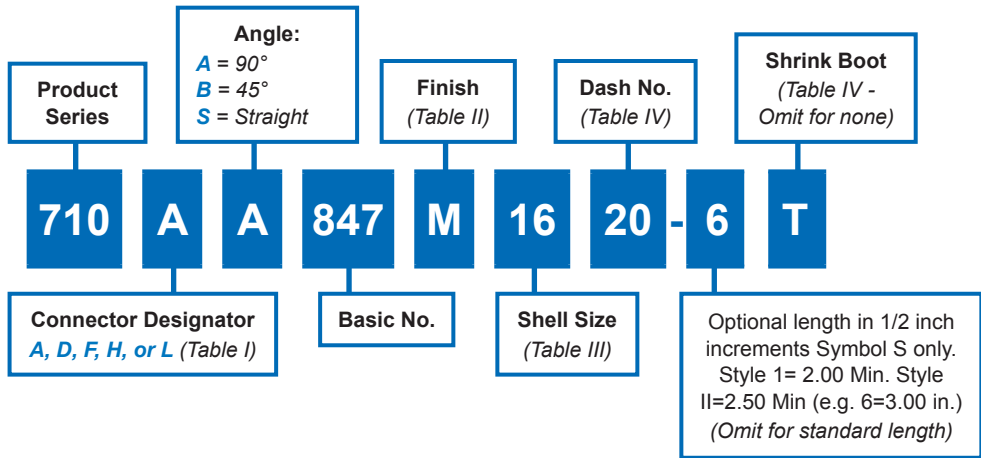 Product
Series
Angle:
A = 90°
B = 45°
S = Straight
Finish
(Table II)
Dash No.
(Table IV)
Shrink Boot
(Table IV -
Omit for none)
710 A A 847 M 16 20 - 6 T
Connector Designator
A, D, F, H, or L (Table I)
Basic No.
Shell Size
(Table III)
Optional length in 1/2 inch
increments Symbol S only.
Style 1= 2.00 Min. Style
II=2.50 Min (e.g. 6=3.00 in.)
(Omit for standard length)